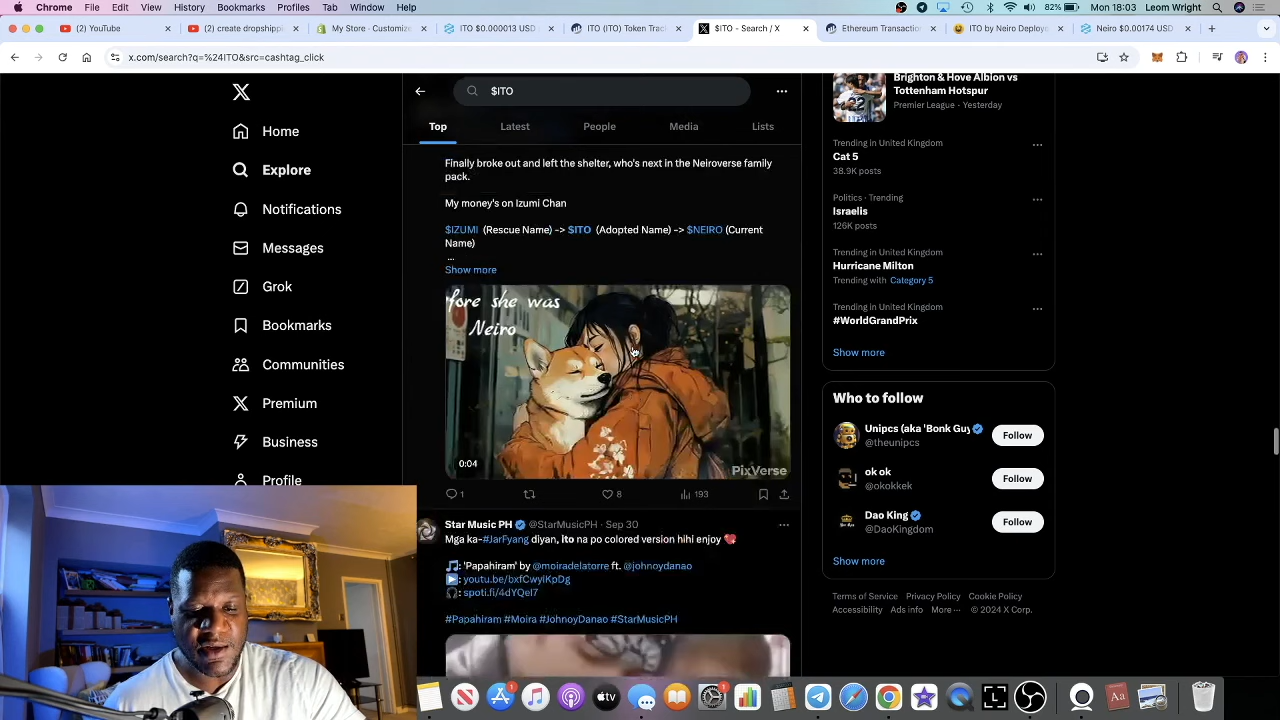 Chrome File Edit View History Bookmarks Profiles Tab Window Help
82% Mon 18:03 Leom Wright
(2) YouTube
(2) create dropshippi
My Store · Customize
ITO $0.000013 USD
ITO (ITO) Token Track
$ITO - Search / X
Ethereum Transactio
ITO by Neiro Deploye
Neiro $0.00174 USD
x.com/search?q=%24ITO&src=cashtag_click
$ITO
Top Latest People Media Lists
Home
Explore
Notifications
Messages
Grok
Bookmarks
Communities
Premium
Business
Profile
Finally broke out and left the shelter, who's next in the Neiroverse family
pack.
My money's on Izumi Chan
$IZUMI (Rescue Name) -> $ITO (Adopted Name) -> $NEIRO (Current
Name)
...
Show more
fore she was
Neiro
0:04
PixVerse
1 8 193
Star Music PH @StarMusicPH · Sep 30
Mga ka-#JarFyang diyan, ito na po colored version hihi enjoy
: 'Papahiram' by @moiradelatorre ft. @johnoydanao
: youtu.be/bxfCwyiKpDg
: spoti.fi/4dYQel7
#Papahiram #Moira #JohnoyDanao #StarMusicPH
Brighton & Hove Albion vs
Tottenham Hotspur
Premier League · Yesterday
Trending in United Kingdom
Cat 5
38.9K posts
Politics · Trending
Israelis
126K posts
Trending in United Kingdom
Hurricane Milton
Trending with Category 5
Trending in United Kingdom
#WorldGrandPrix
Show more
Who to follow
Unipcs (aka 'Bonk Guy
@theunipcs
Follow
ok ok
@okokkek
Follow
Dao King
@DaoKingdom
Follow
Show more
Terms of Service Privacy Policy Cookie Policy
Accessibility Ads info More ··· © 2024 X Corp.